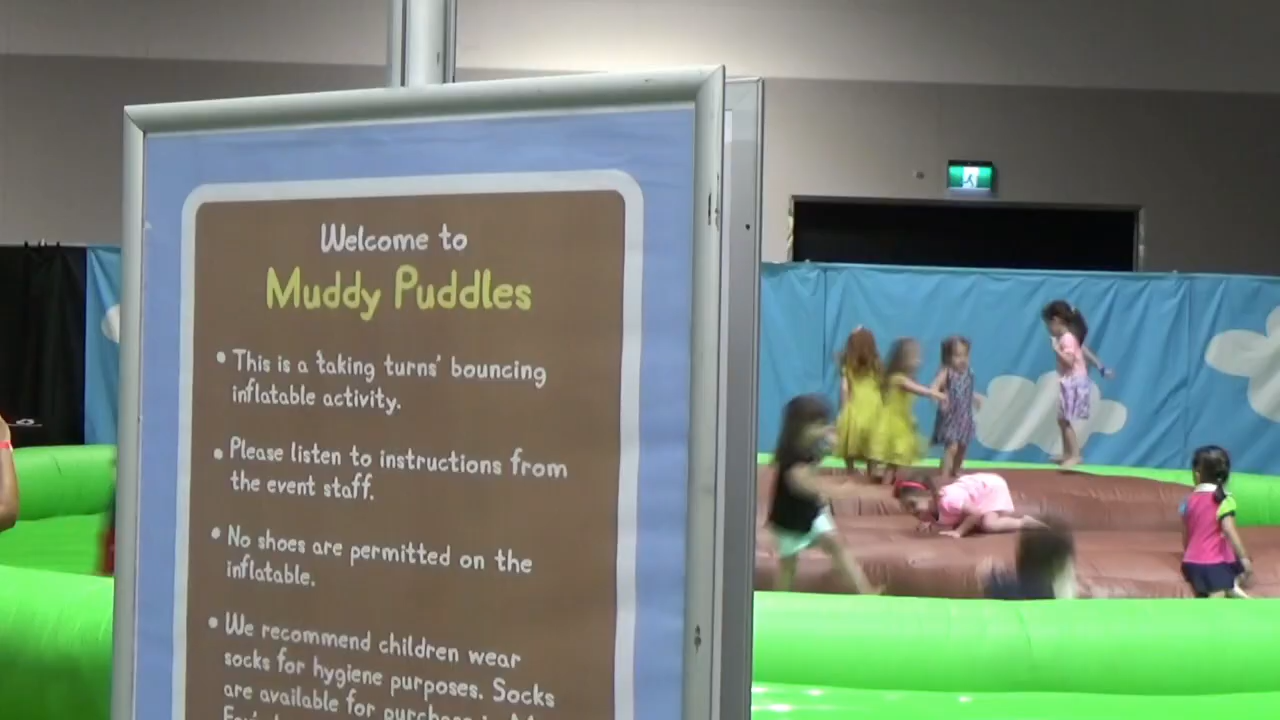 Welcome to
Muddy Puddles
• This is a 'taking turns' bouncing
inflatable activity.
• Please listen to instructions from
the event staff.
• No shoes are permitted on the
inflatable.
• We recommend children wear
socks for hygiene purposes. Socks
are available for purchase